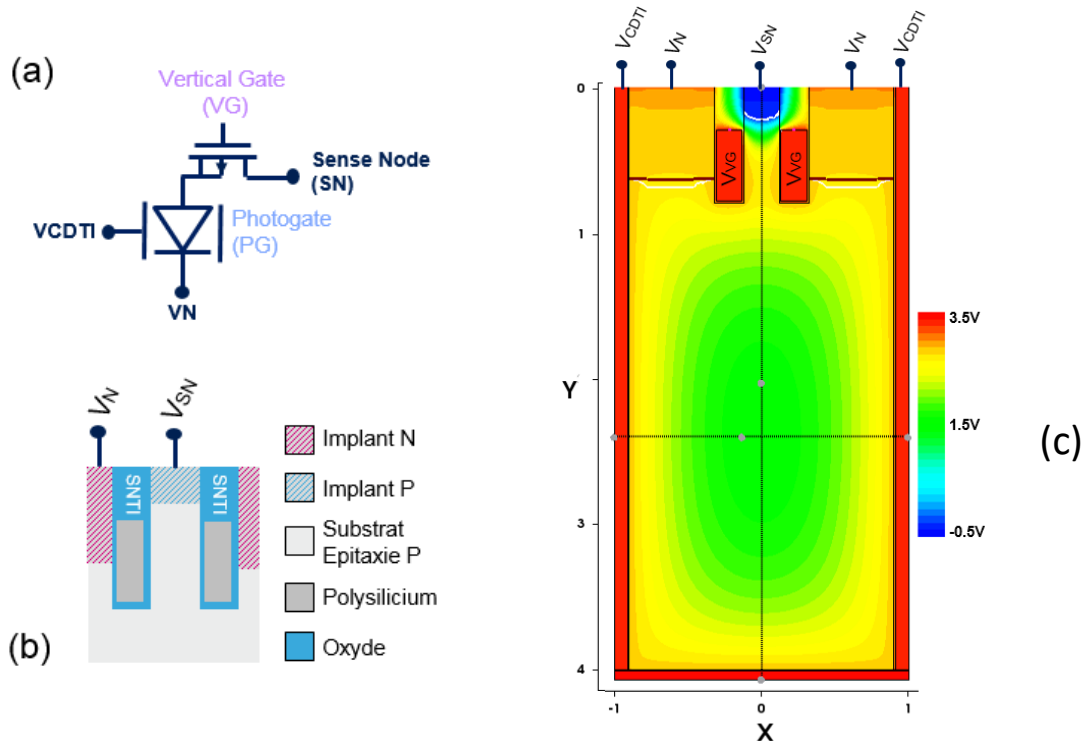 (a)
Vertical Gate
(VG)
Sense Node
(SN)
VCDTI
Photogate
(PG)
VN
(b)
VN
VSN
SNTI
SNTI
Implant N
Implant P
Substrat
Epitaxie P
Polysilicium
Oxyde
(c)
VCDTI
VN
VSN
VN
VCDTI
VVG
VVG
0
1
Y
3
4
-1
0
1
X
3.5V
1.5V
-0.5V